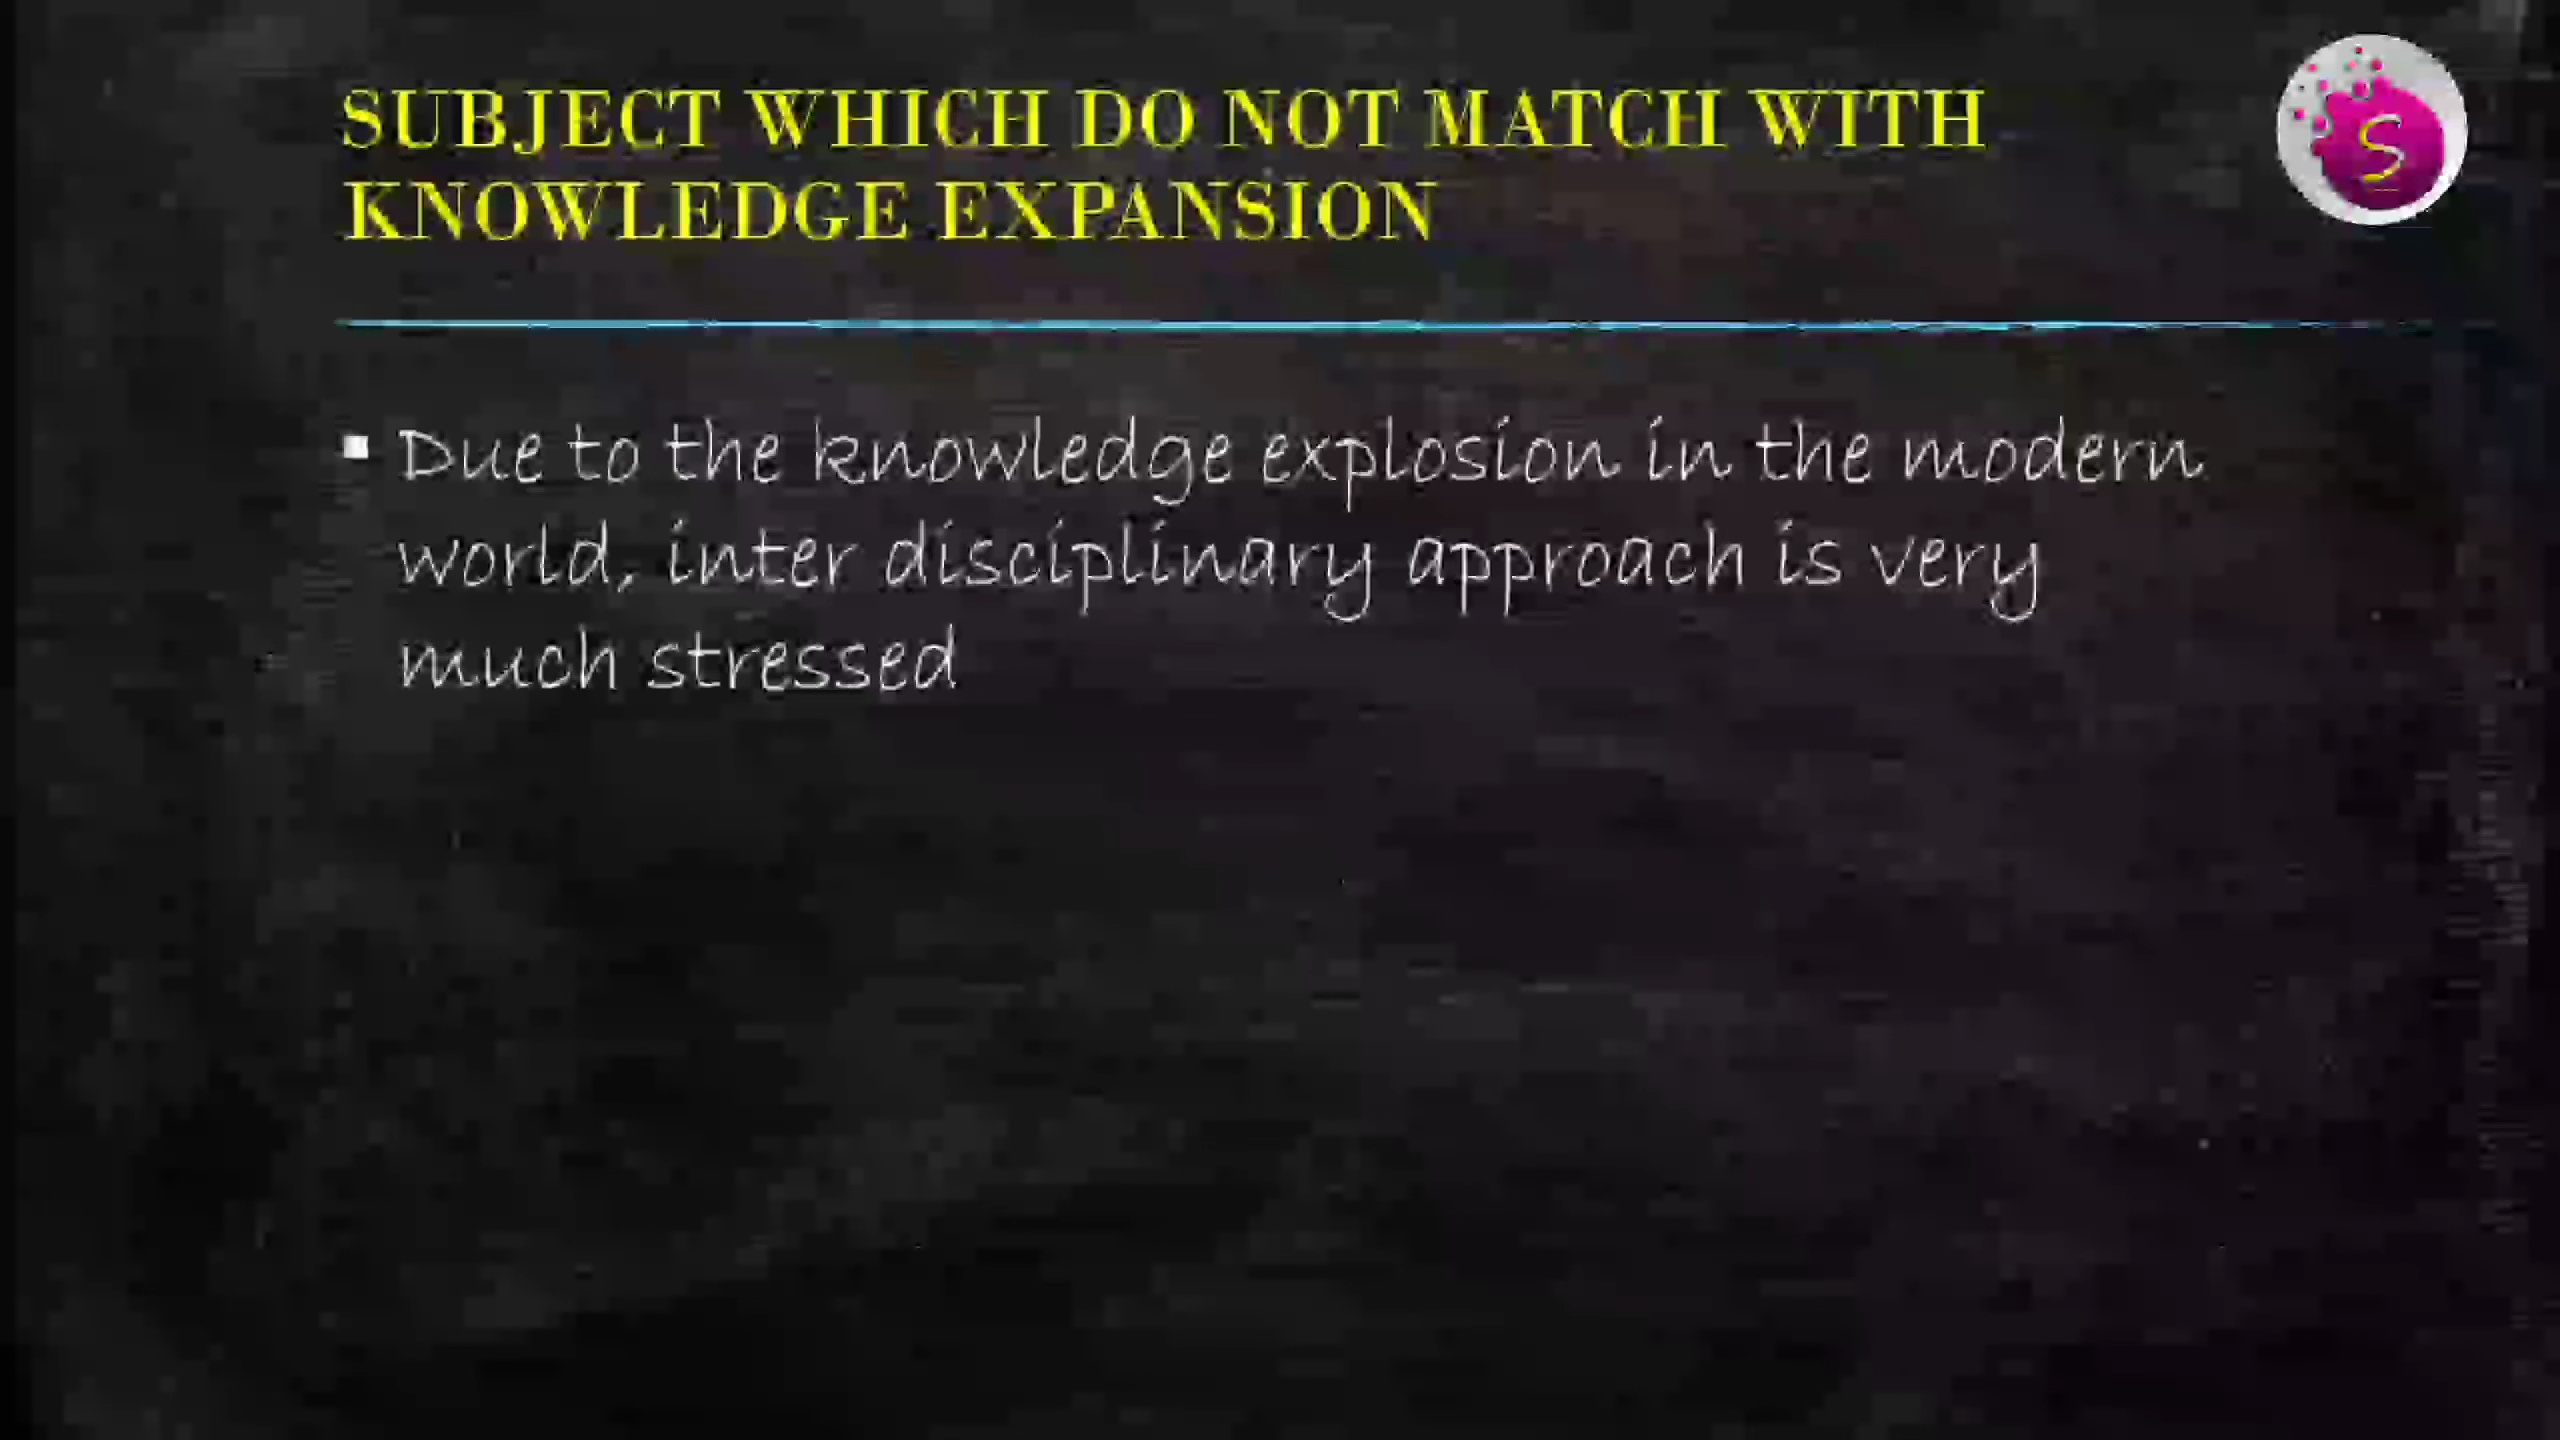 SUBJECT WHICH DO NOT MATCH WITH
KNOWLEDGE EXPANSION
S
▪ Due to the knowledge explosion in the modern
world, inter disciplinary approach is very
much stressed